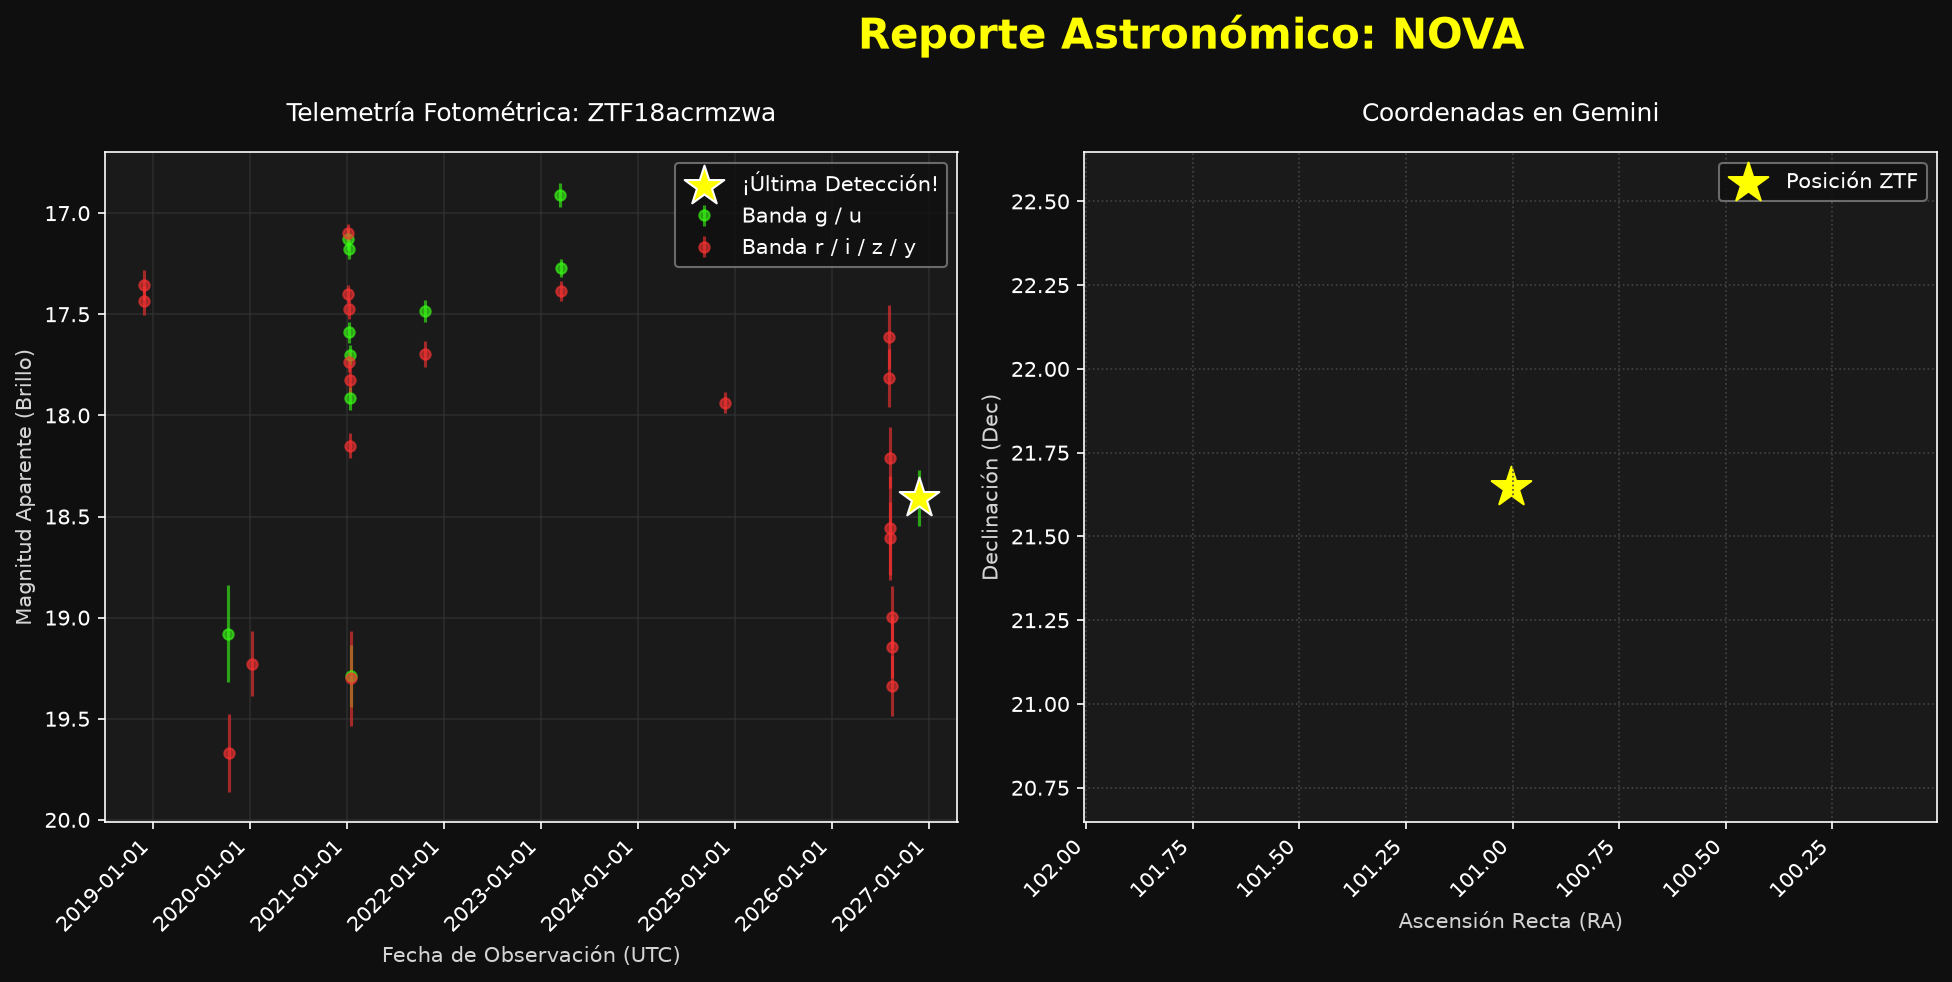 Reporte Astronómico: NOVA
Telemetría Fotométrica: ZTF18acrmzwa
¡Última Detección!
Banda g / u
Banda r / i / z / y
Magnitud Aparente (Brillo)
17.0
17.5
18.0
18.5
19.0
19.5
20.0
2019-01-01
2020-01-01
2021-01-01
2022-01-01
2023-01-01
2024-01-01
2025-01-01
2026-01-01
2027-01-01
Fecha de Observación (UTC)
Coordenadas en Gemini
Posición ZTF
Declinación (Dec)
22.50
22.25
22.00
21.75
21.50
21.25
21.00
20.75
102.00
101.75
101.50
101.25
101.00
100.75
100.50
100.25
Ascensión Recta (RA)